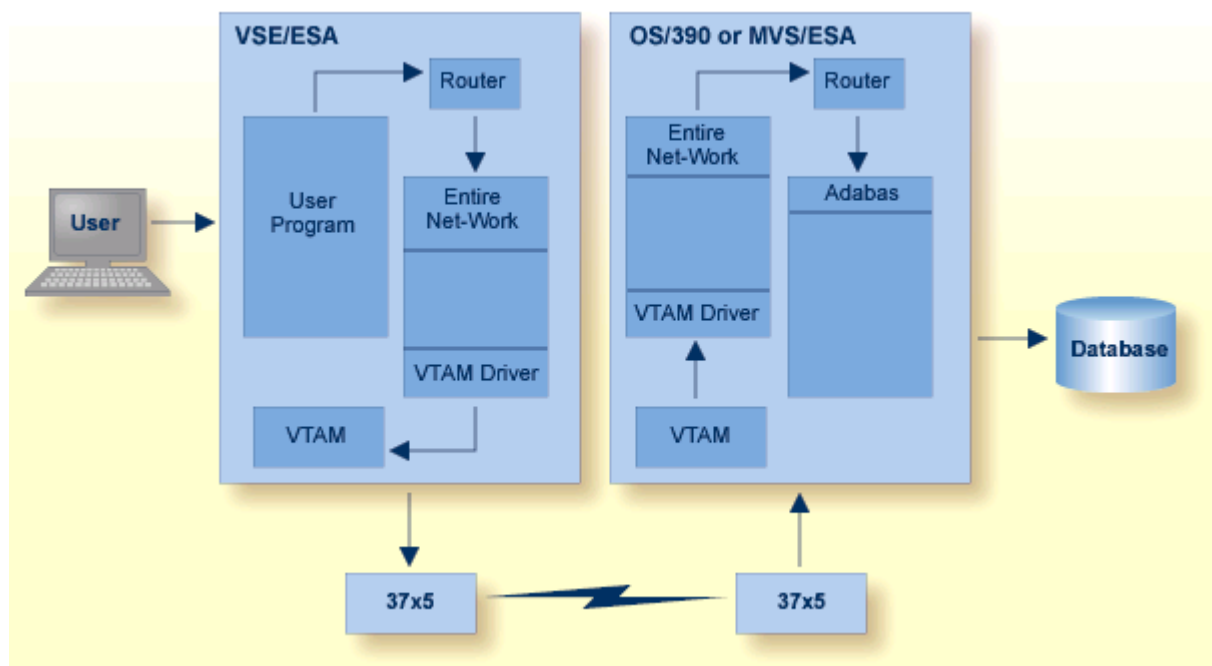 VSE/ESA
Router
User
Program
Entire
Net-Work
VTAM Driver
VTAM
User
OS/390 or MVS/ESA
Router
Entire
Net-Work
Adabas
VTAM Driver
VTAM
Database
37x5
37x5